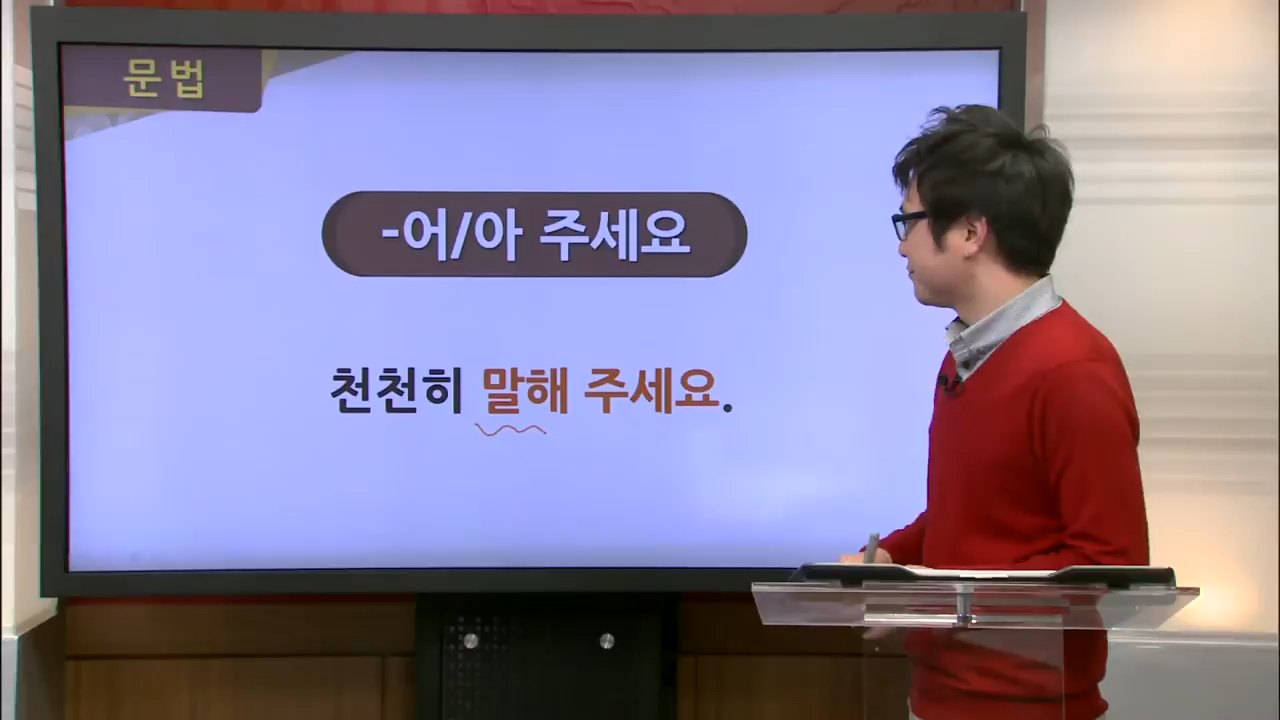 문법
-어/아 주세요
천천히 말해 주세요.